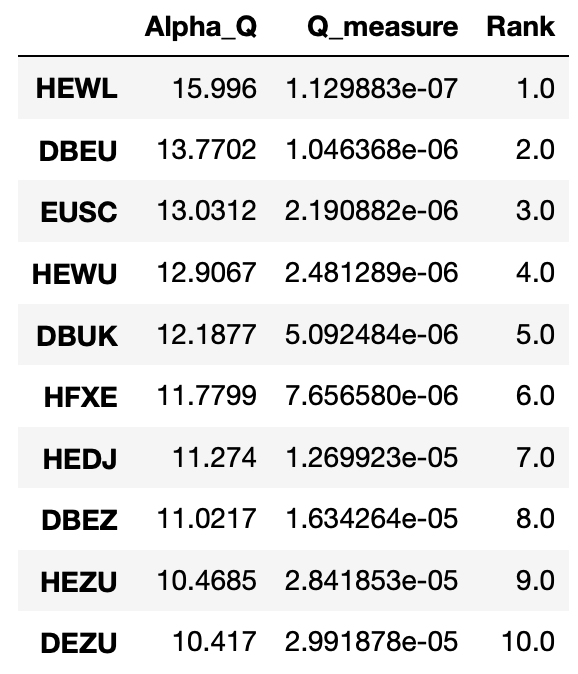 Alpha_Q Q_measure Rank
HEWL 15.996 1.129883e-07 1.0
DBEU 13.7702 1.046368e-06 2.0
EUSC 13.0312 2.190882e-06 3.0
HEWU 12.9067 2.481289e-06 4.0
DBUK 12.1877 5.092484e-06 5.0
HFXE 11.7799 7.656580e-06 6.0
HEDJ 11.274 1.269923e-05 7.0
DBEZ 11.0217 1.634264e-05 8.0
HEZU 10.4685 2.841853e-05 9.0
DEZU 10.417 2.991878e-05 10.0